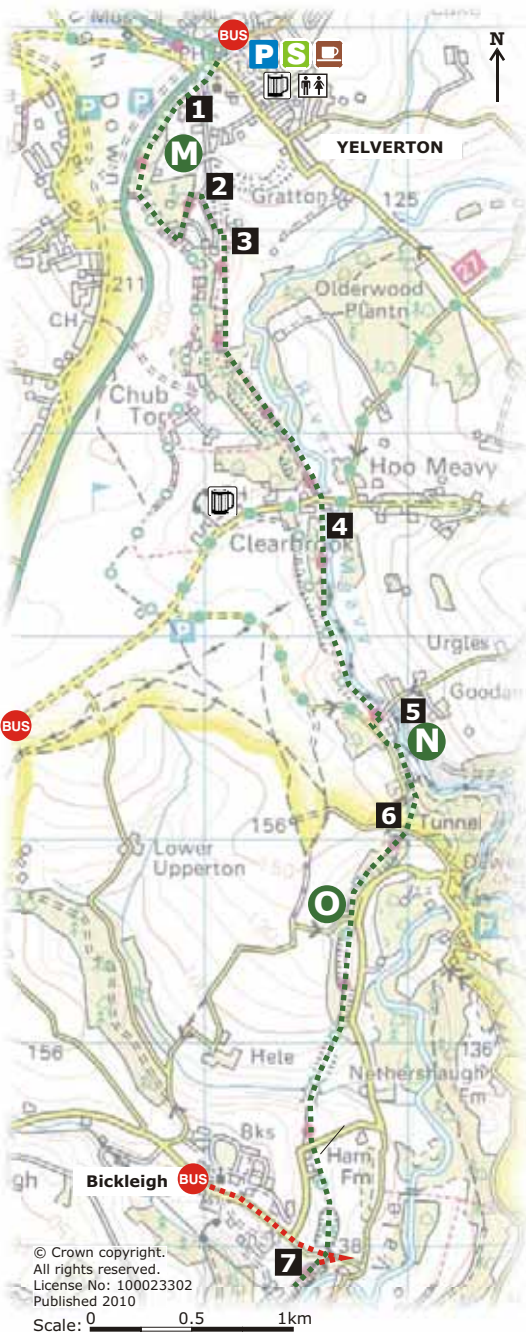 BUS
P S
N
1
M
YELVERTON
2
Gratton
125
3
27
211
Olderwood
Plantn
CH
Chub
Tor
Hoo Meavy
4
Clearbrook
Urgles
5
Goodam
BUS
N
6
156
Tunnel
Lower
Upperton
O
P
156
Hele
136
Nethershaugh
Fm
Bks
Ham
Fm
Bickleigh BUS
7
38
© Crown copyright.
All rights reserved.
License No: 100023302
Published 2010
Scale: 0 0.5 1km